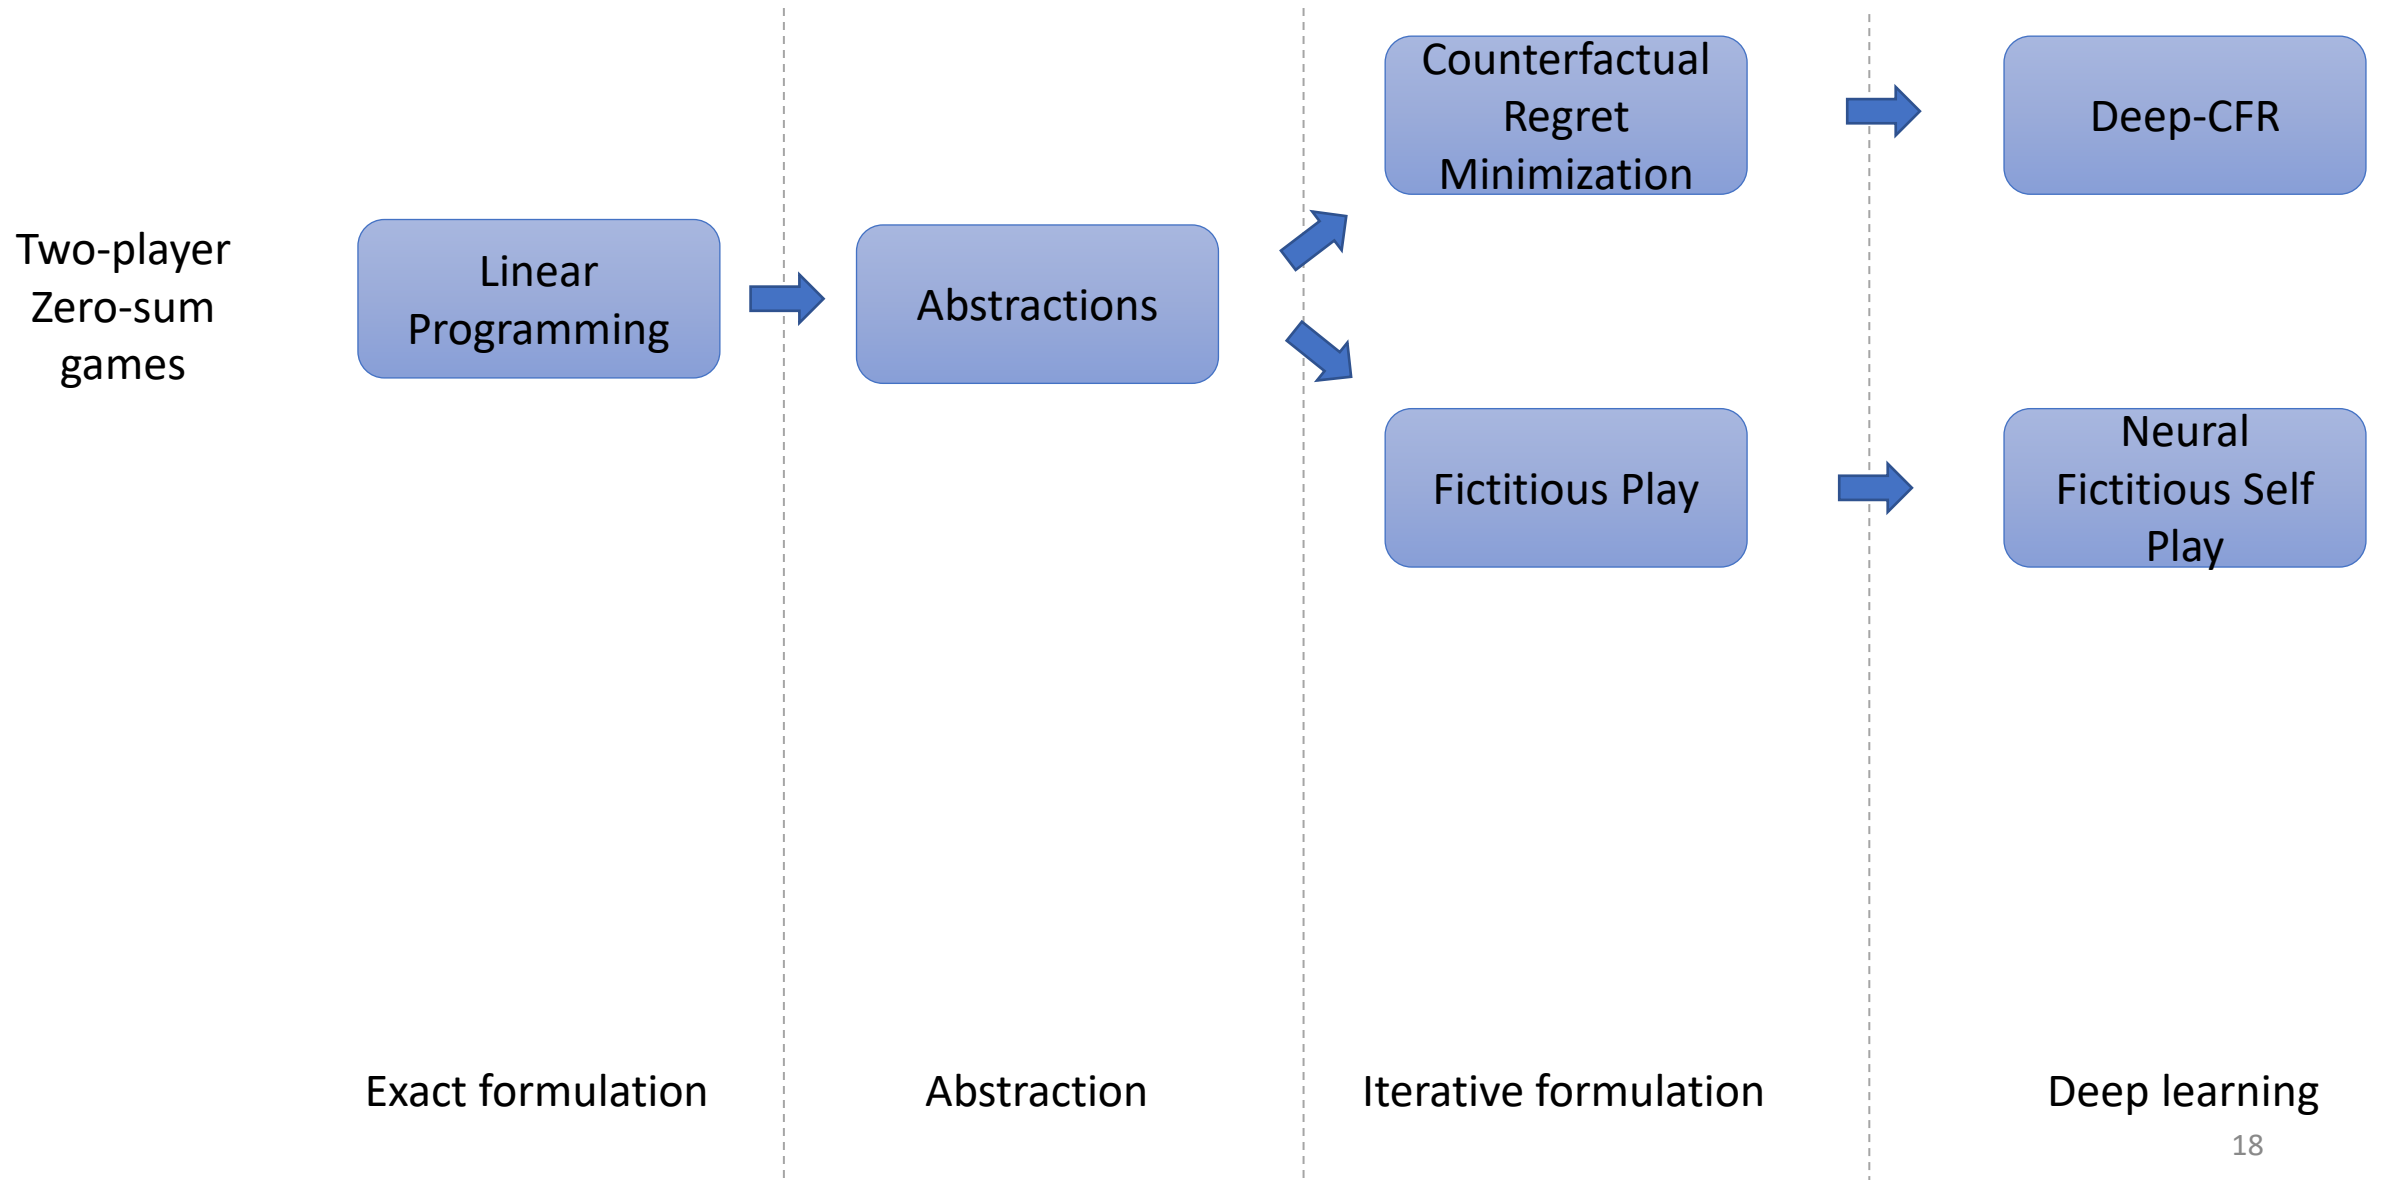 Two-player
Zero-sum
games
Linear
Programming
Abstractions
Counterfactual
Regret
Minimization
Deep-CFR
Fictitious Play
Neural
Fictitious Self
Play
Exact formulation
Abstraction
Iterative formulation
Deep learning
18